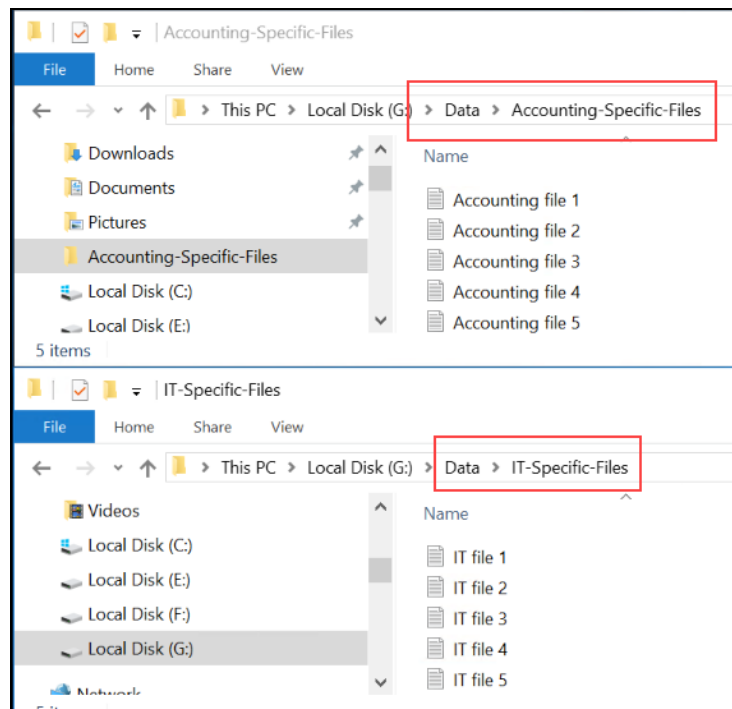 Accounting-Specific-Files
File Home Share View
This PC > Local Disk (G:) > Data > Accounting-Specific-Files
Downloads
Documents
Pictures
Accounting-Specific-Files
Local Disk (C:)
Local Disk (E:)
Name
Accounting file 1
Accounting file 2
Accounting file 3
Accounting file 4
Accounting file 5
5 items
IT-Specific-Files
File Home Share View
This PC > Local Disk (G:) > Data > IT-Specific-Files
Videos
Local Disk (C:)
Local Disk (E:)
Local Disk (F:)
Local Disk (G:)
Network
Name
IT file 1
IT file 2
IT file 3
IT file 4
IT file 5